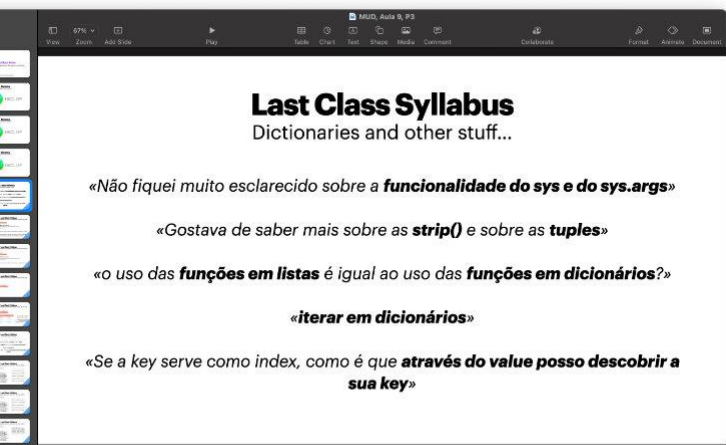 MUD, Aula 9, P3
67%
View
Zoom
Add Slide
Play
Table
Chart
Text
Shape
Media
Comment
Collaborate
Format
Animate
Document
Last Class Syllabus
Dictionaries and other stuff...
«Não fiquei muito esclarecido sobre a funcionalidade do sys e do sys.args»
«Gostava de saber mais sobre as strip() e sobre as tuples»
«o uso das funções em listas é igual ao uso das funções em dicionários?»
«iterar em dicionários»
«Se a key serve como index, como é que através do value posso descobrir a
sua key»